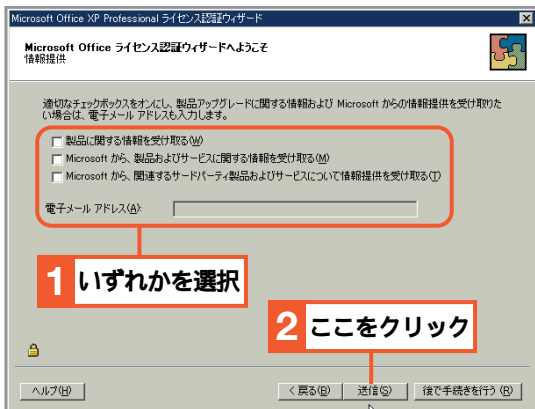 Microsoft Office XP Professional ライセンス認証ウィザード
Microsoft Office ライセンス認証ウィザードへようこそ
情報提供
適切なチェックボックスをオンにし、製品アップグレードに関する情報および Microsoft からの情報提供を受け取りた
い場合は、電子メール アドレスも入力します。
製品に関する情報を受け取る(W)
Microsoft から、製品およびサービスに関する情報を受け取る(M)
Microsoft から、関連するサードパーティ製品およびサービスについて情報提供を受け取る(T)
電子メール アドレス(A):
1 いずれかを選択
2 ここをクリック
ヘルプ(H)
< 戻る(B)
送信(S)
後で手続きを行う (R)